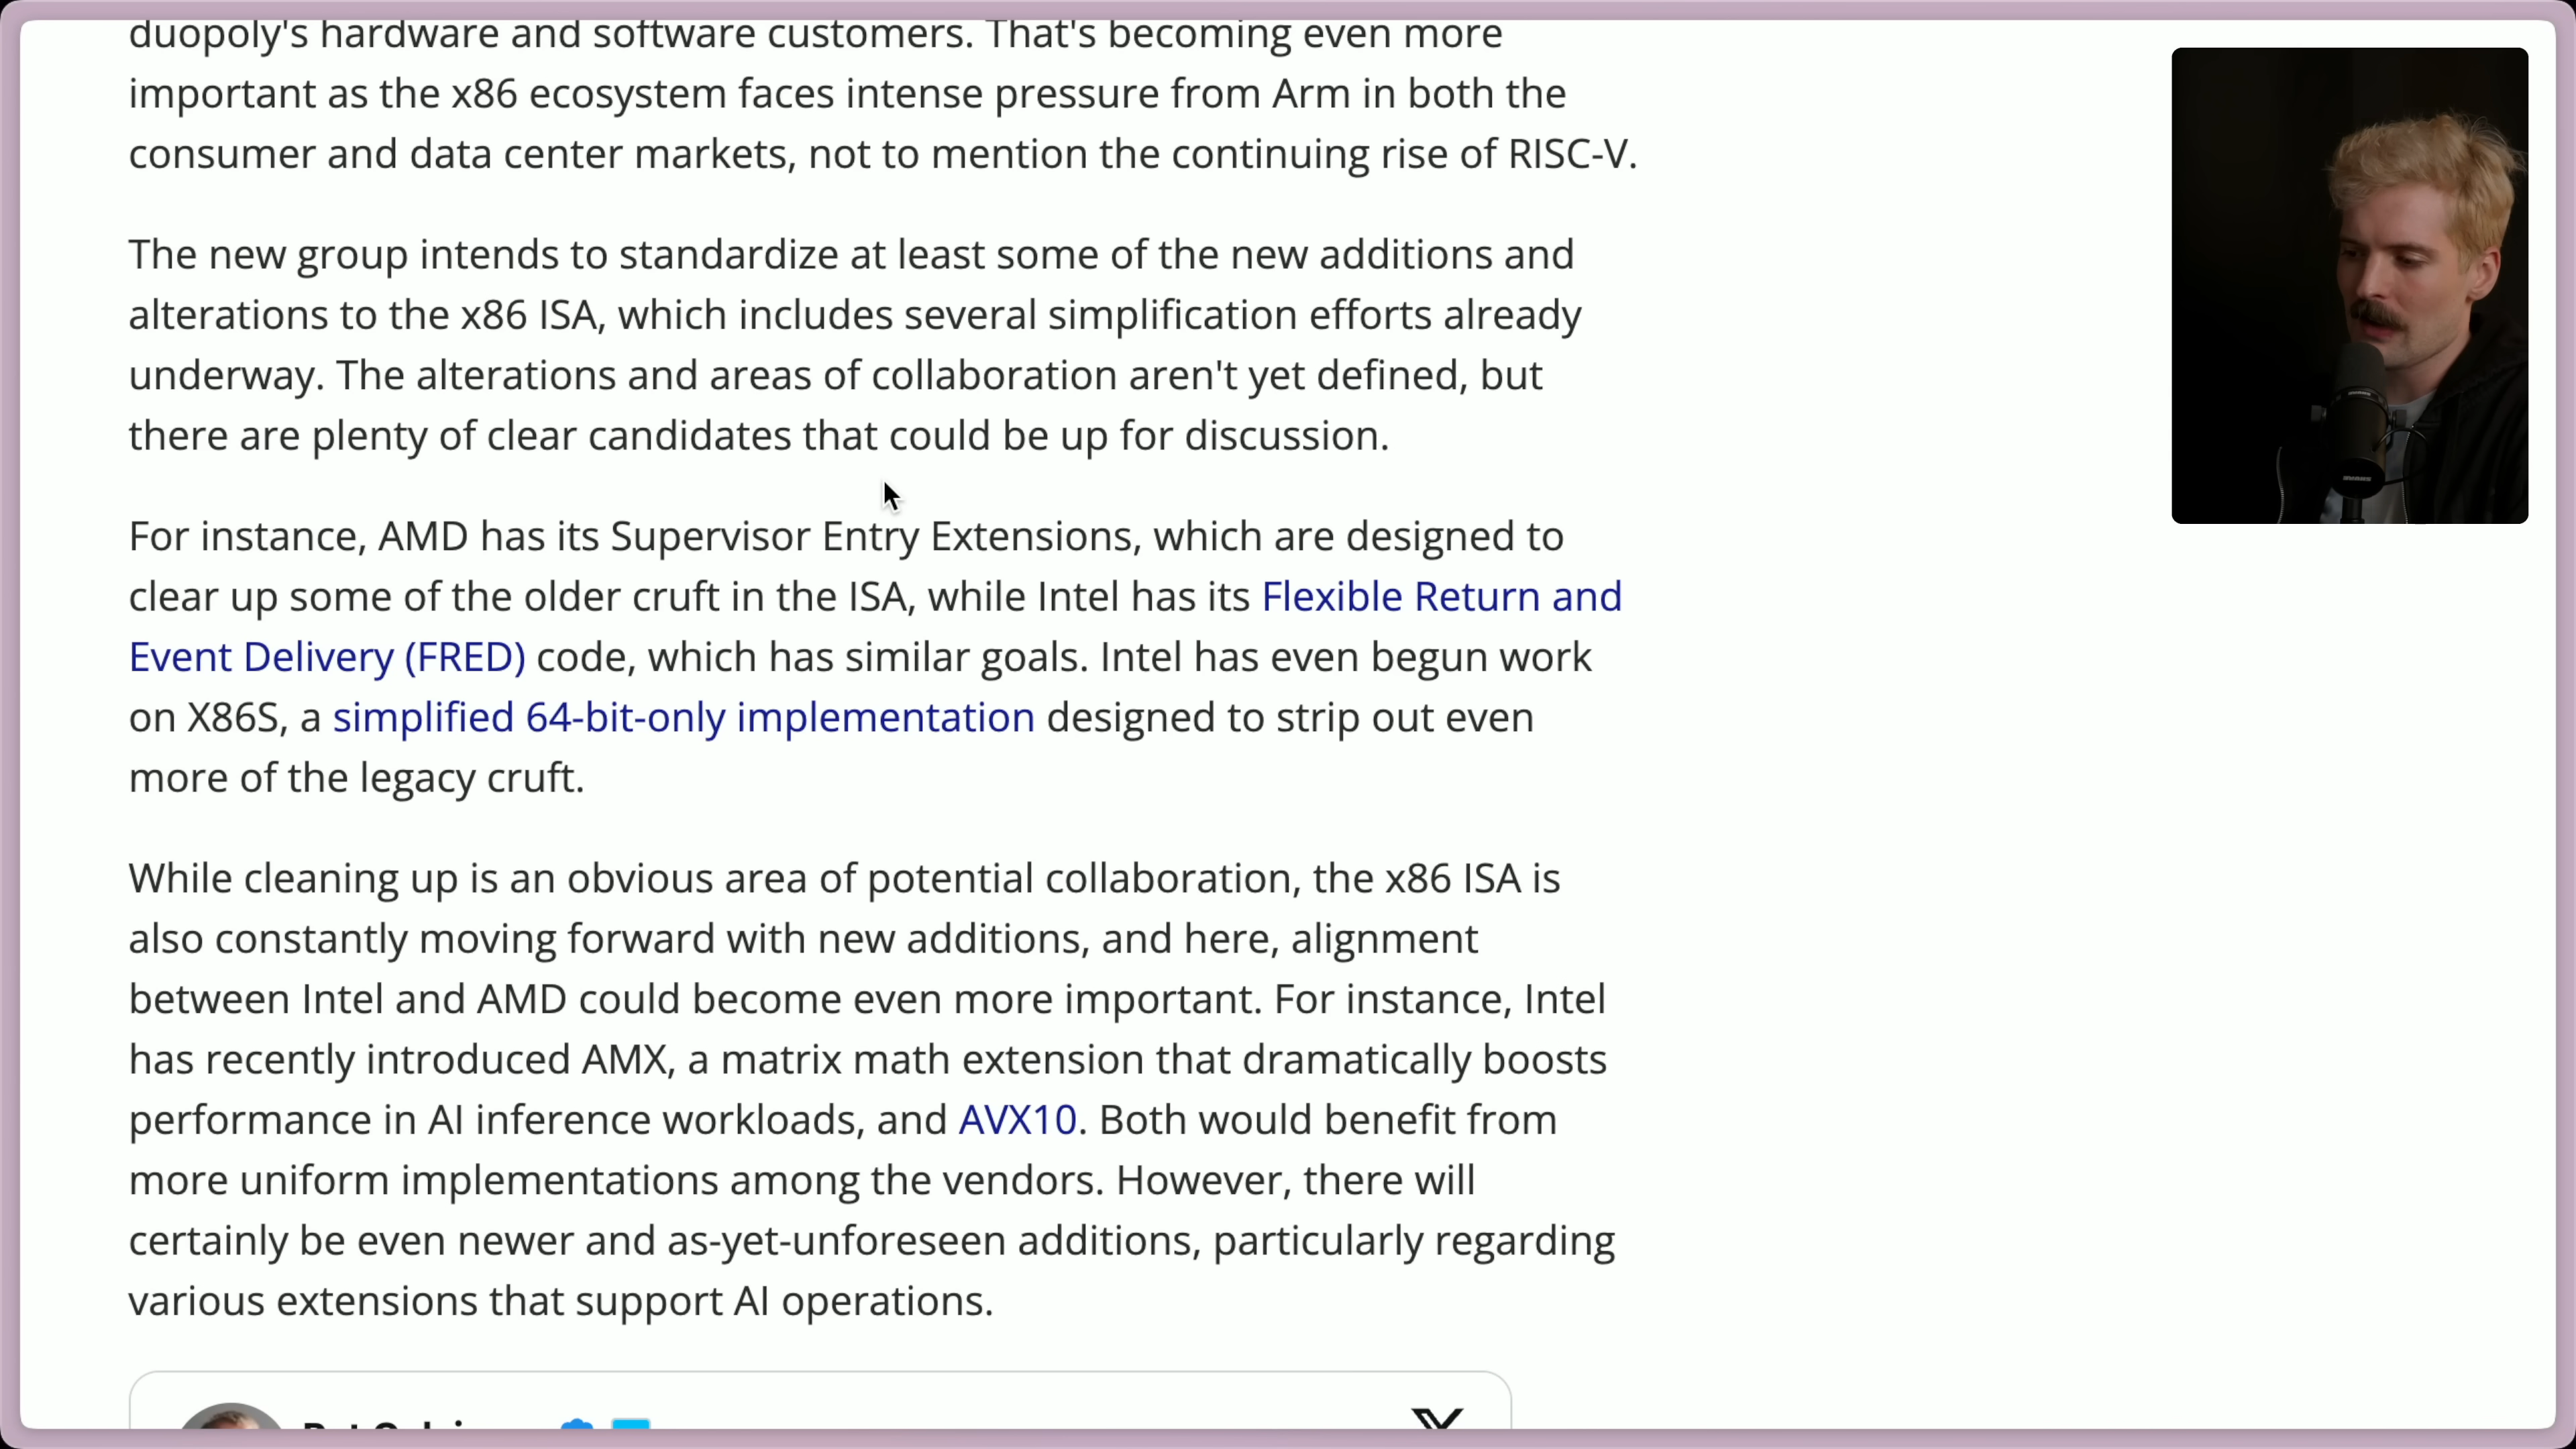 duopoly's hardware and software customers. That's becoming even more
important as the x86 ecosystem faces intense pressure from Arm in both the
consumer and data center markets, not to mention the continuing rise of RISC-V.
The new group intends to standardize at least some of the new additions and
alterations to the x86 ISA, which includes several simplification efforts already
underway. The alterations and areas of collaboration aren't yet defined, but
there are plenty of clear candidates that could be up for discussion.
For instance, AMD has its Supervisor Entry Extensions, which are designed to
clear up some of the older cruft in the ISA, while Intel has its Flexible Return and
Event Delivery (FRED) code, which has similar goals. Intel has even begun work
on X86S, a simplified 64-bit-only implementation designed to strip out even
more of the legacy cruft.
While cleaning up is an obvious area of potential collaboration, the x86 ISA is
also constantly moving forward with new additions, and here, alignment
between Intel and AMD could become even more important. For instance, Intel
has recently introduced AMX, a matrix math extension that dramatically boosts
performance in AI inference workloads, and AVX10. Both would benefit from
more uniform implementations among the vendors. However, there will
certainly be even newer and as-yet-unforeseen additions, particularly regarding
various extensions that support AI operations.